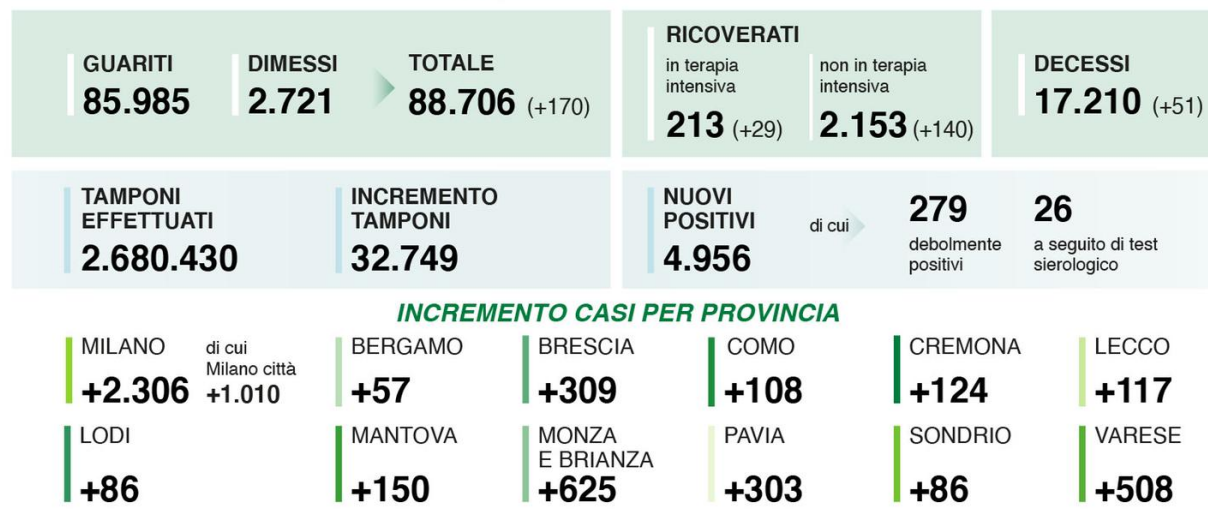 GUARITI
85.985
DIMESSI
2.721
TOTALE
88.706 (+170)
RICOVERATI
in terapia
intensiva
213 (+29)
non in terapia
intensiva
2.153 (+140)
DECESSI
17.210 (+51)
TAMPONI
EFFETTUATI
2.680.430
INCREMENTO
TAMPONI
32.749
NUOVI
POSITIVI
4.956
di cui
279
debolmente
positivi
26
a seguito di test
sierologico
INCREMENTO CASI PER PROVINCIA
MILANO
+2.306
di cui
Milano città
+1.010
BERGAMO
+57
BRESCIA
+309
COMO
+108
CREMONA
+124
LECCO
+117
LODI
+86
MANTOVA
+150
MONZA
E BRIANZA
+625
PAVIA
+303
SONDRIO
+86
VARESE
+508